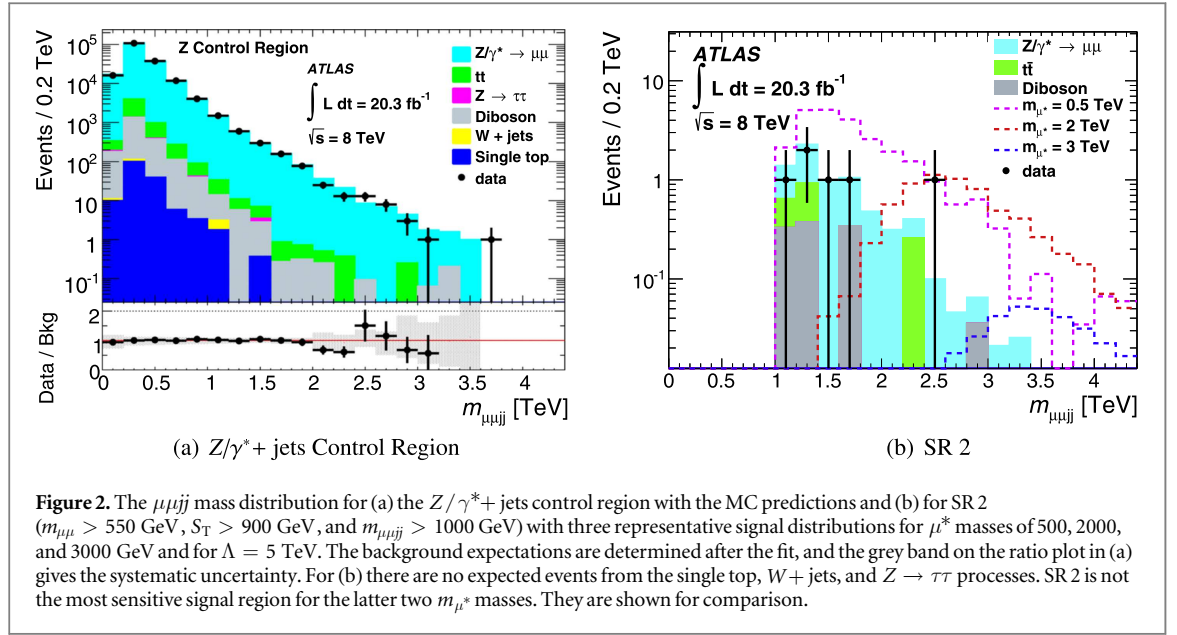 Z Control Region
ATLAS
∫ L dt = 20.3 fb⁻¹
√s = 8 TeV
Z/γ* → μμ
tt
Z → ττ
Diboson
W + jets
Single top
data
Events / 0.2 TeV
10⁵
10⁴
10³
10²
10
1
10⁻¹
Data / Bkg
2
1
0
0 0.5 1 1.5 2 2.5 3 3.5 4
m_μμjj [TeV]
(a) Z/γ*+ jets Control Region
ATLAS
∫ L dt = 20.3 fb⁻¹
√s = 8 TeV
Z/γ* → μμ
tt̄
Diboson
m_μ* = 0.5 TeV
m_μ* = 2 TeV
m_μ* = 3 TeV
data
Events / 0.2 TeV
10
1
10⁻¹
0 0.5 1 1.5 2 2.5 3 3.5 4
m_μμjj [TeV]
(b) SR 2
Figure 2. The μμjj mass distribution for (a) the Z/γ*+ jets control region with the MC predictions and (b) for SR 2
(m_μμ > 550 GeV, S_T > 900 GeV, and m_μμjj > 1000 GeV) with three representative signal distributions for μ* masses of 500, 2000,
and 3000 GeV and for Λ = 5 TeV. The background expectations are determined after the fit, and the grey band on the ratio plot in (a)
gives the systematic uncertainty. For (b) there are no expected events from the single top, W+ jets, and Z → ττ processes. SR 2 is not
the most sensitive signal region for the latter two m_μ* masses. They are shown for comparison.